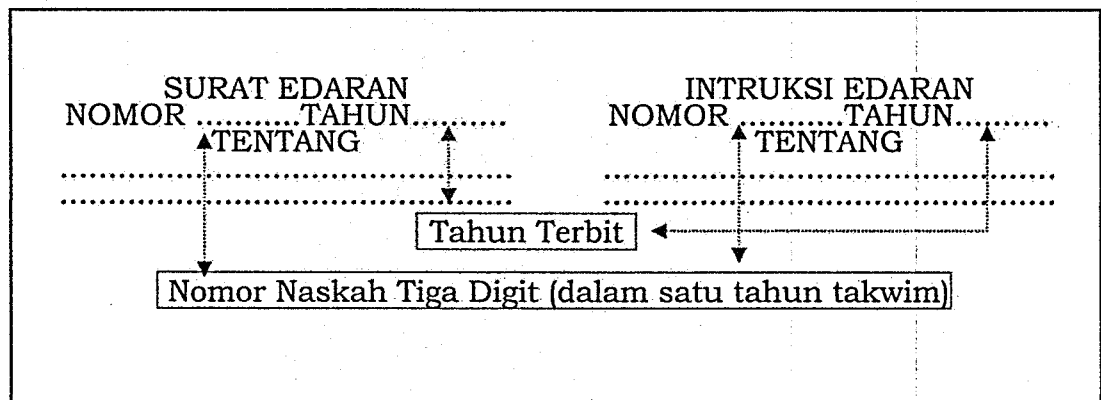 SURAT EDARAN
NOMOR ...........TAHUN..........
TENTANG
..................................................
..................................................
INTRUKSI EDARAN
NOMOR ...........TAHUN..........
TENTANG
..................................................
..................................................
Tahun Terbit
Nomor Naskah Tiga Digit (dalam satu tahun takwim)